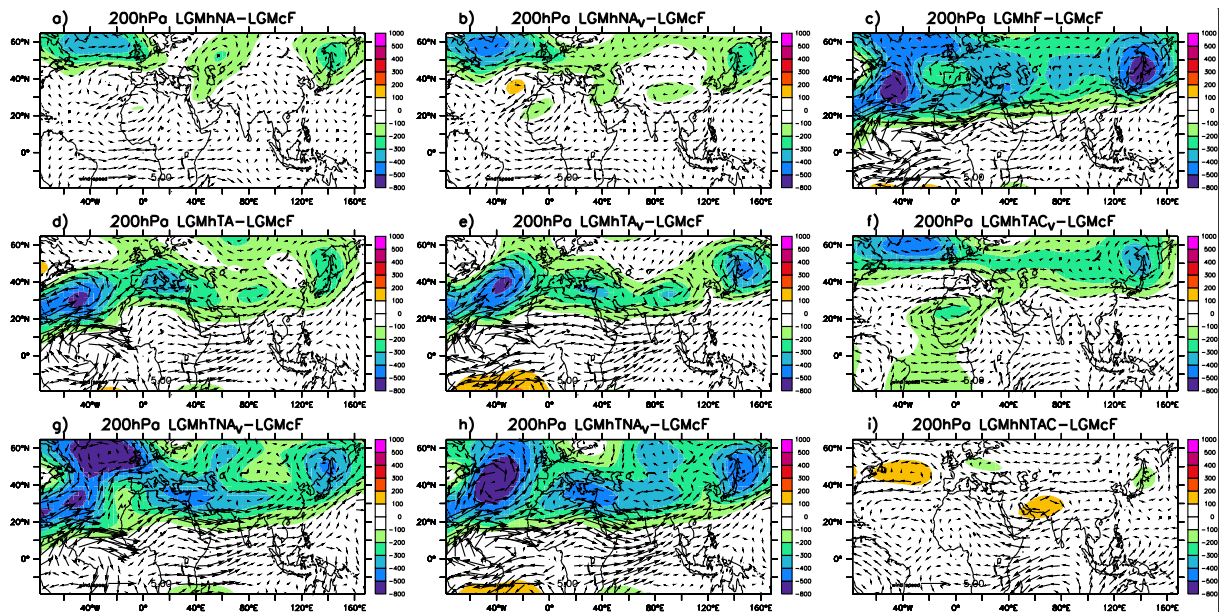 a) 200hPa LGMhNA–LGMcF
b) 200hPa LGMhNAv–LGMcF
c) 200hPa LGMhF–LGMcF
60°N
40°N
20°N
0°
40°W 0° 40°E 80°E 120°E 160°E
5.00
1000
800
600
400
200
100
0
-100
-200
-300
-400
-500
-800
d) 200hPa LGMhTA–LGMcF
e) 200hPa LGMhTAv–LGMcF
f) 200hPa LGMhTACv–LGMcF
g) 200hPa LGMhTNAv–LGMcF
h) 200hPa LGMhTNAv–LGMcF
i) 200hPa LGMhNTAC–LGMcF